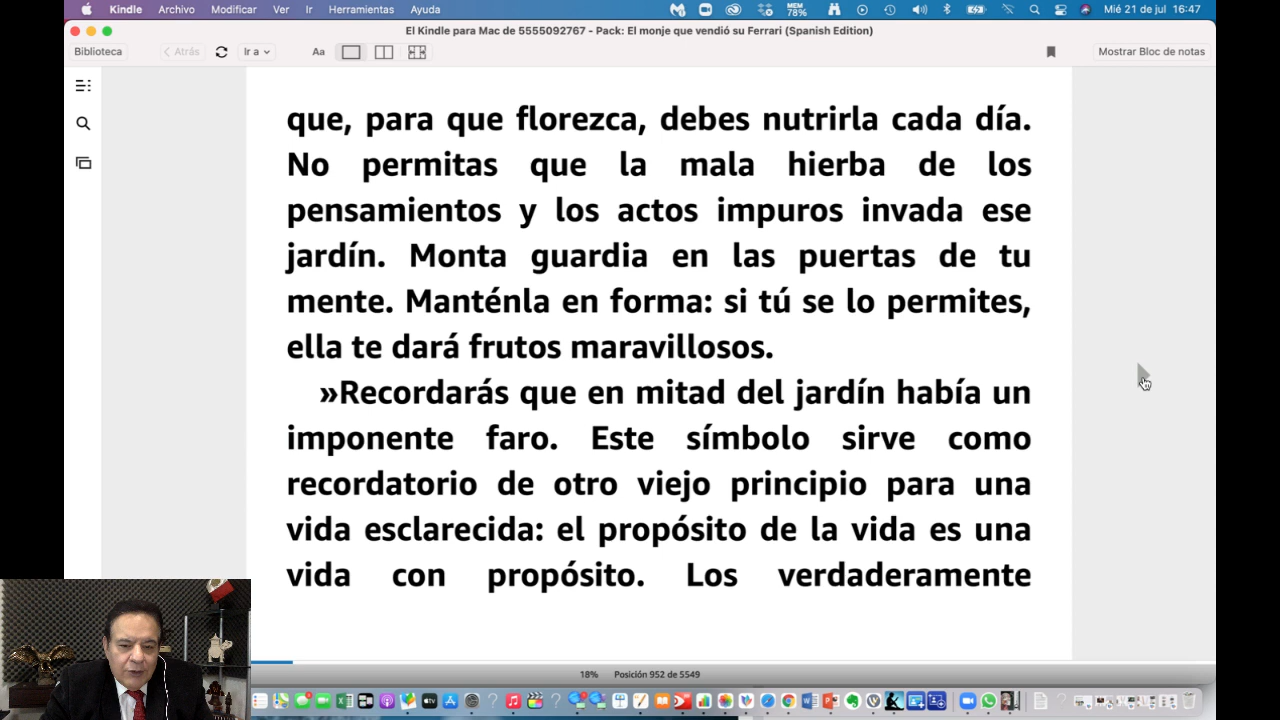 Kindle Archivo Modificar Ver Ir Herramientas Ayuda MEM 78% Mié 21 de jul 16:47
El Kindle para Mac de 5555092767 - Pack: El monje que vendió su Ferrari (Spanish Edition)
Biblioteca Atrás Ir a Aa Mostrar Bloc de notas
que, para que florezca, debes nutrirla cada día.
No permitas que la mala hierba de los
pensamientos y los actos impuros invada ese
jardín. Monta guardia en las puertas de tu
mente. Manténla en forma: si tú se lo permites,
ella te dará frutos maravillosos.
»Recordarás que en mitad del jardín había un
imponente faro. Este símbolo sirve como
recordatorio de otro viejo principio para una
vida esclarecida: el propósito de la vida es una
vida con propósito. Los verdaderamente
18% Posición 952 de 5549